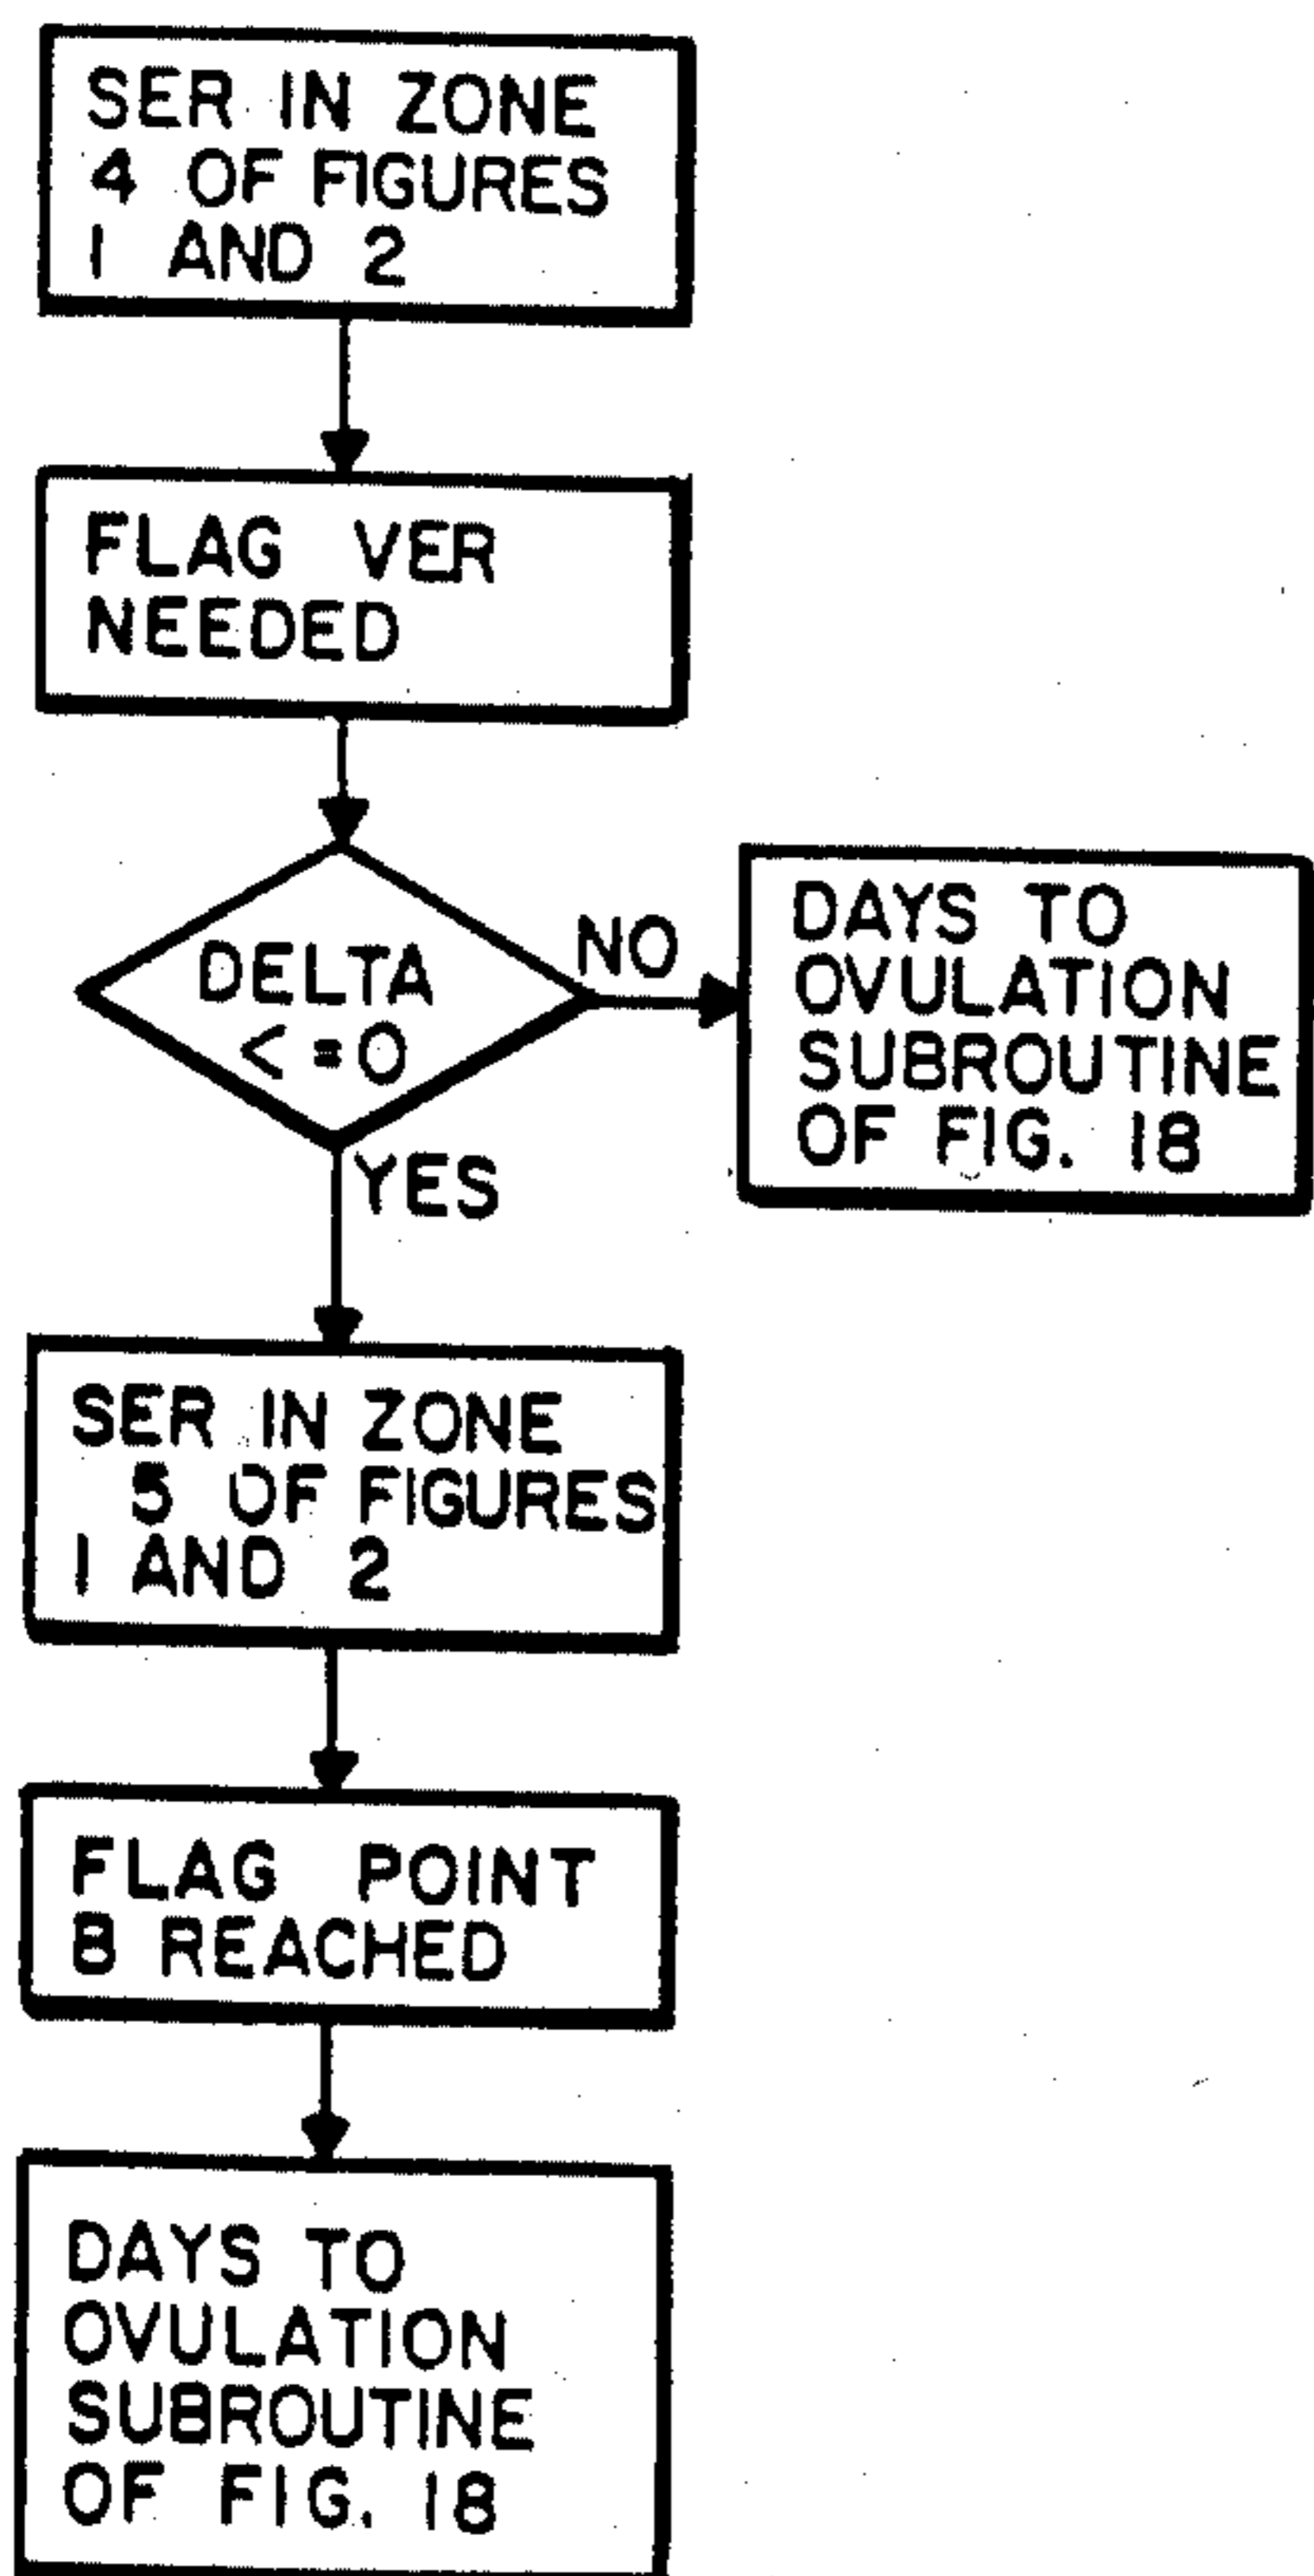 SER IN ZONE
4 OF FIGURES
1 AND 2
FLAG VER
NEEDED
DELTA
<=0
NO
DAYS TO
OVULATION
SUBROUTINE
OF FIG. 18
YES
SER IN ZONE
5 OF FIGURES
1 AND 2
FLAG POINT
8 REACHED
DAYS TO
OVULATION
SUBROUTINE
OF FIG. 18